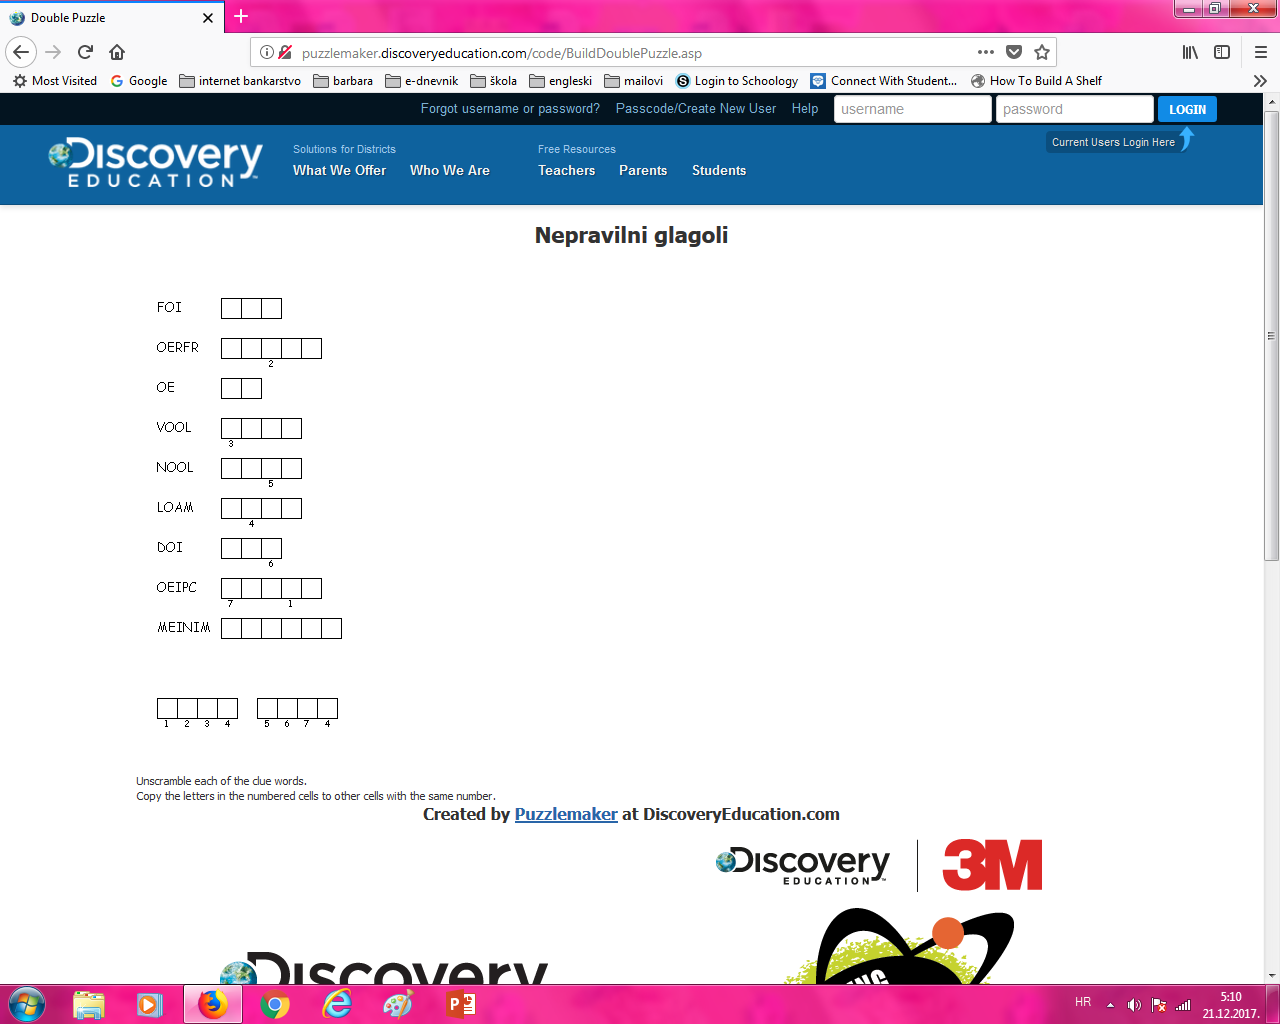 Double Puzzle
puzzlemaker.discoveryeducation.com/code/BuildDoublePuzzle.asp
Most Visited Google internet bankarstvo barbara e-dnevnik škola engleski mailovi Login to Schoology Connect With Student... How To Build A Shelf
Forgot username or password? Passcode/Create New User Help username password LOGIN
Current Users Login Here
Discovery EDUCATION™
Solutions for Districts
What We Offer Who We Are
Free Resources
Teachers Parents Students
Nepravilni glagoli
FOI
OERFR
2
OE
VOOL
3
NOOL
5
LOAM
4
DOI
6
OEIPC
7 1
MEINIM
1 2 3 4 5 6 7 4
Unscramble each of the clue words.
Copy the letters in the numbered cells to other cells with the same number.
Created by Puzzlemaker at DiscoveryEducation.com
Discovery EDUCATION™ 3M
Discovery
HR 5:10
21.12.2017.